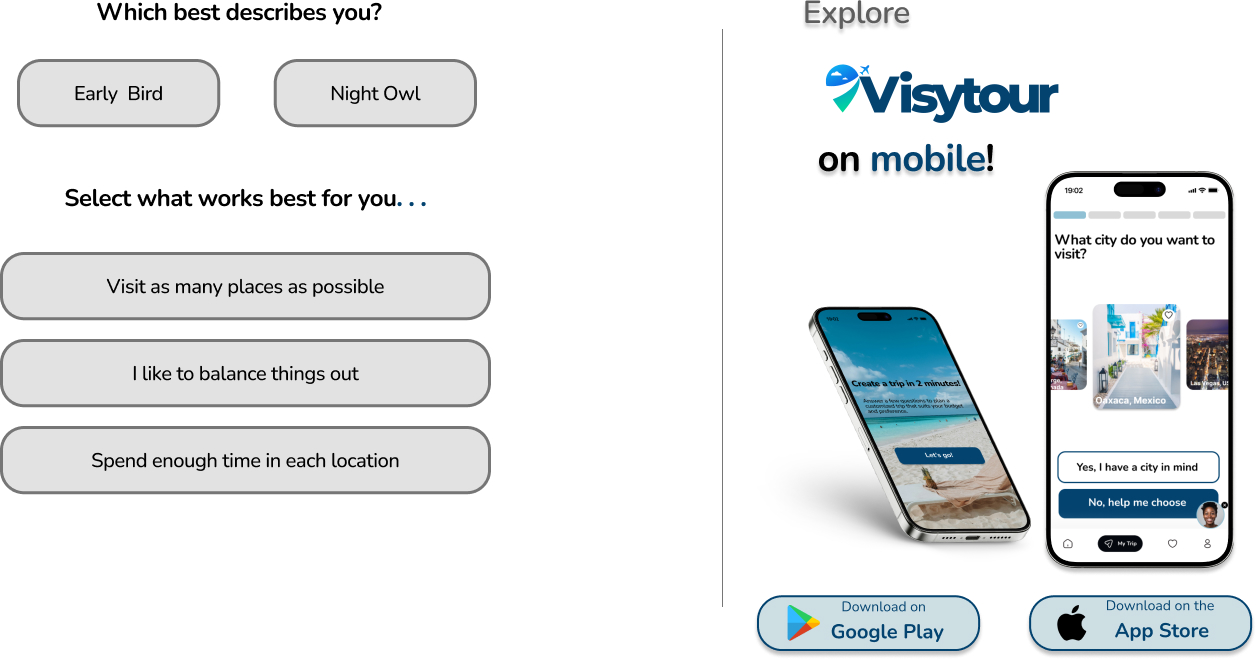 Which best describes you?
Early  Bird
Night Owl
Select what works best for you. . .
Visit as many places as possible
I like to balance things out
Spend enough time in each location
Explore
Visytour
on mobile!
19:02
Create a trip in 2 minutes!
Answer a few questions to plan a
customised trip that suits your budget
and preference.
Let's go!
19:02
What city do you want to
visit?
Oaxaca, Mexico
Las Vegas, US
Yes, I have a city in mind
No, help me choose
My Trip
Download on
Google Play
Download on the
App Store